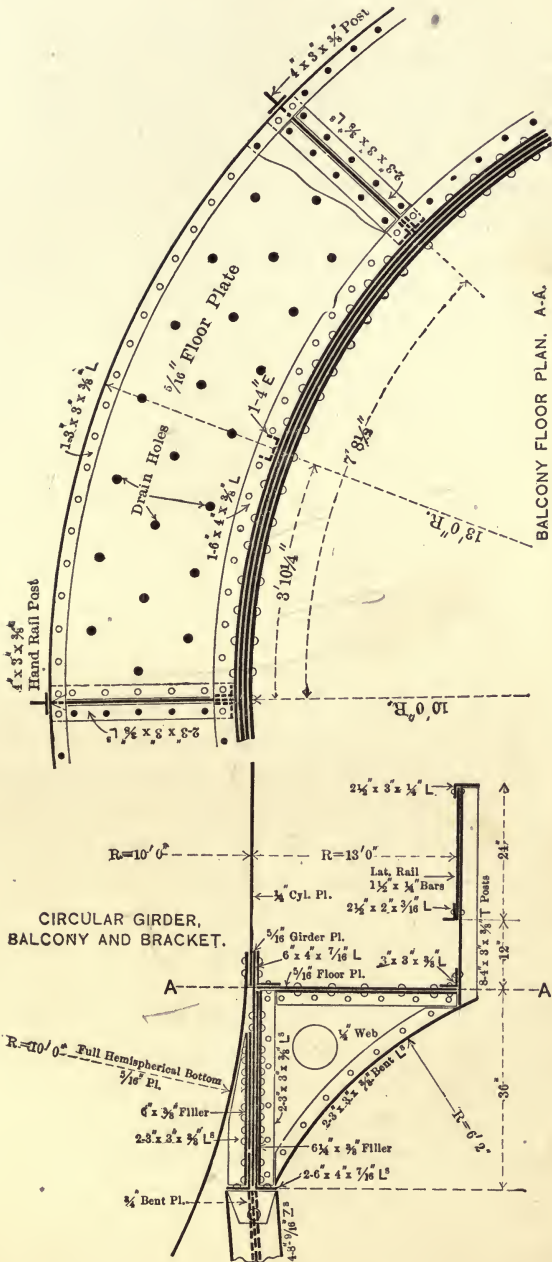 4" x 3" x 3/8" Post
2-3" x 3" x 3/8" Ls
1-3" x 3" x 3/8" L
5/16" Floor Plate
1-4" E
Drain Holes
1-6" x 4" x 3/8" L
4" x 3" x 3/8"
Hand Rail Post
2-3" x 3" x 3/8" Ls
3' 10 1/4"
7' 8 1/2"
13' 0" R.
10' 0" R.
BALCONY FLOOR PLAN. A-A.
CIRCULAR GIRDER,
BALCONY AND BRACKET.
R=10' 0"
R=13' 0"
1/4" Cyl. Pl.
5/16" Girder Pl.
6" x 4" x 7/16" L
5/16" Floor Pl.
3" x 3" x 3/8" L
2 1/2" x 3" x 1/4" L
Lat. Rail
1 1/2" x 1/4" Bars
2 1/2" x 2" x 3/16" L
8-4" x 3" x 3/8" T Posts
24"
12"
36"
A
A
R=10' 0" Full Hemispherical Bottom
5/16" Pl.
6" x 3/8" Filler
2-3" x 3" x 3/8" Ls
2-3" x 3" x 3/8" Ls
1/4" Web
2-3" x 3" x 3/8" Bent Ls
R=6' 2"
6 1/4" x 3/8" Filler
2-6" x 4" x 7/16" Ls
3/4" Bent Pl.
4-8"-9/16" Zs